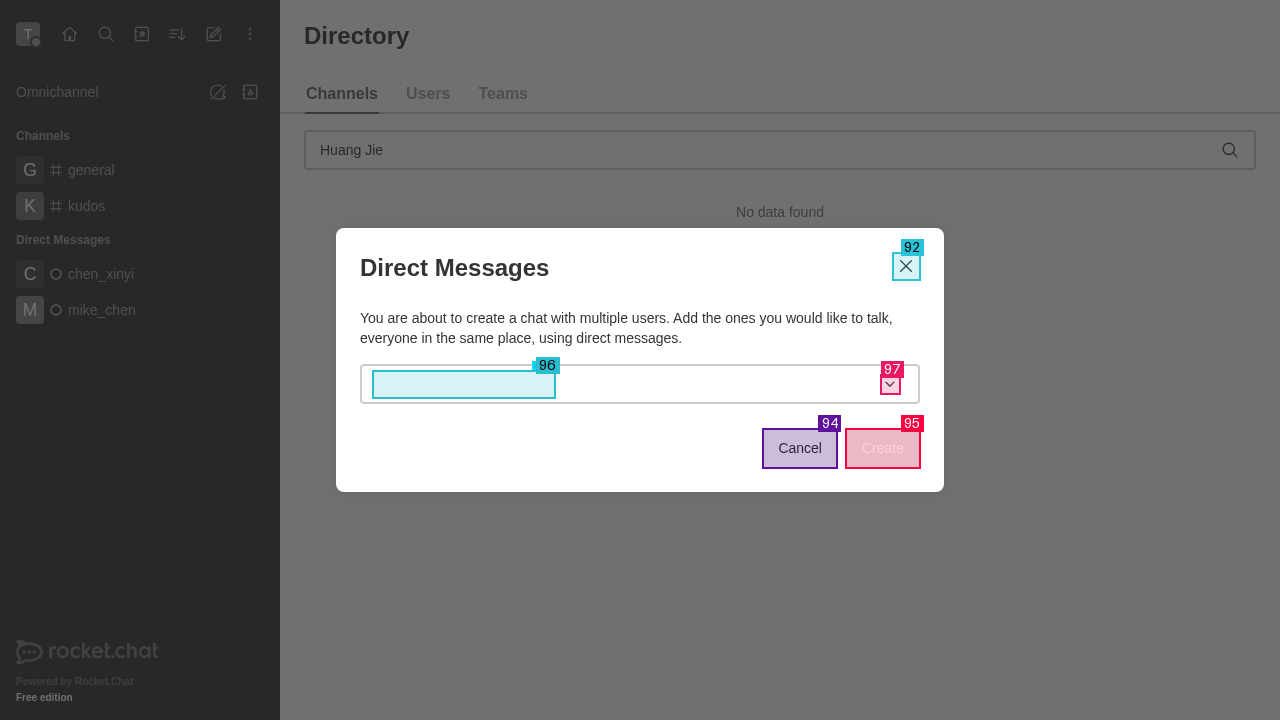 T
Directory
Omnichannel
Channels Users Teams
Channels
G general
K kudos
Direct Messages
C chen_xinyi
M mike_chen
Huang Jie
No data found
92
Direct Messages
You are about to create a chat with multiple users. Add the ones you would like to talk,
everyone in the same place, using direct messages.
96
97
94
95
Cancel
Create
rocket.chat
Powered by Rocket.Chat
Free edition